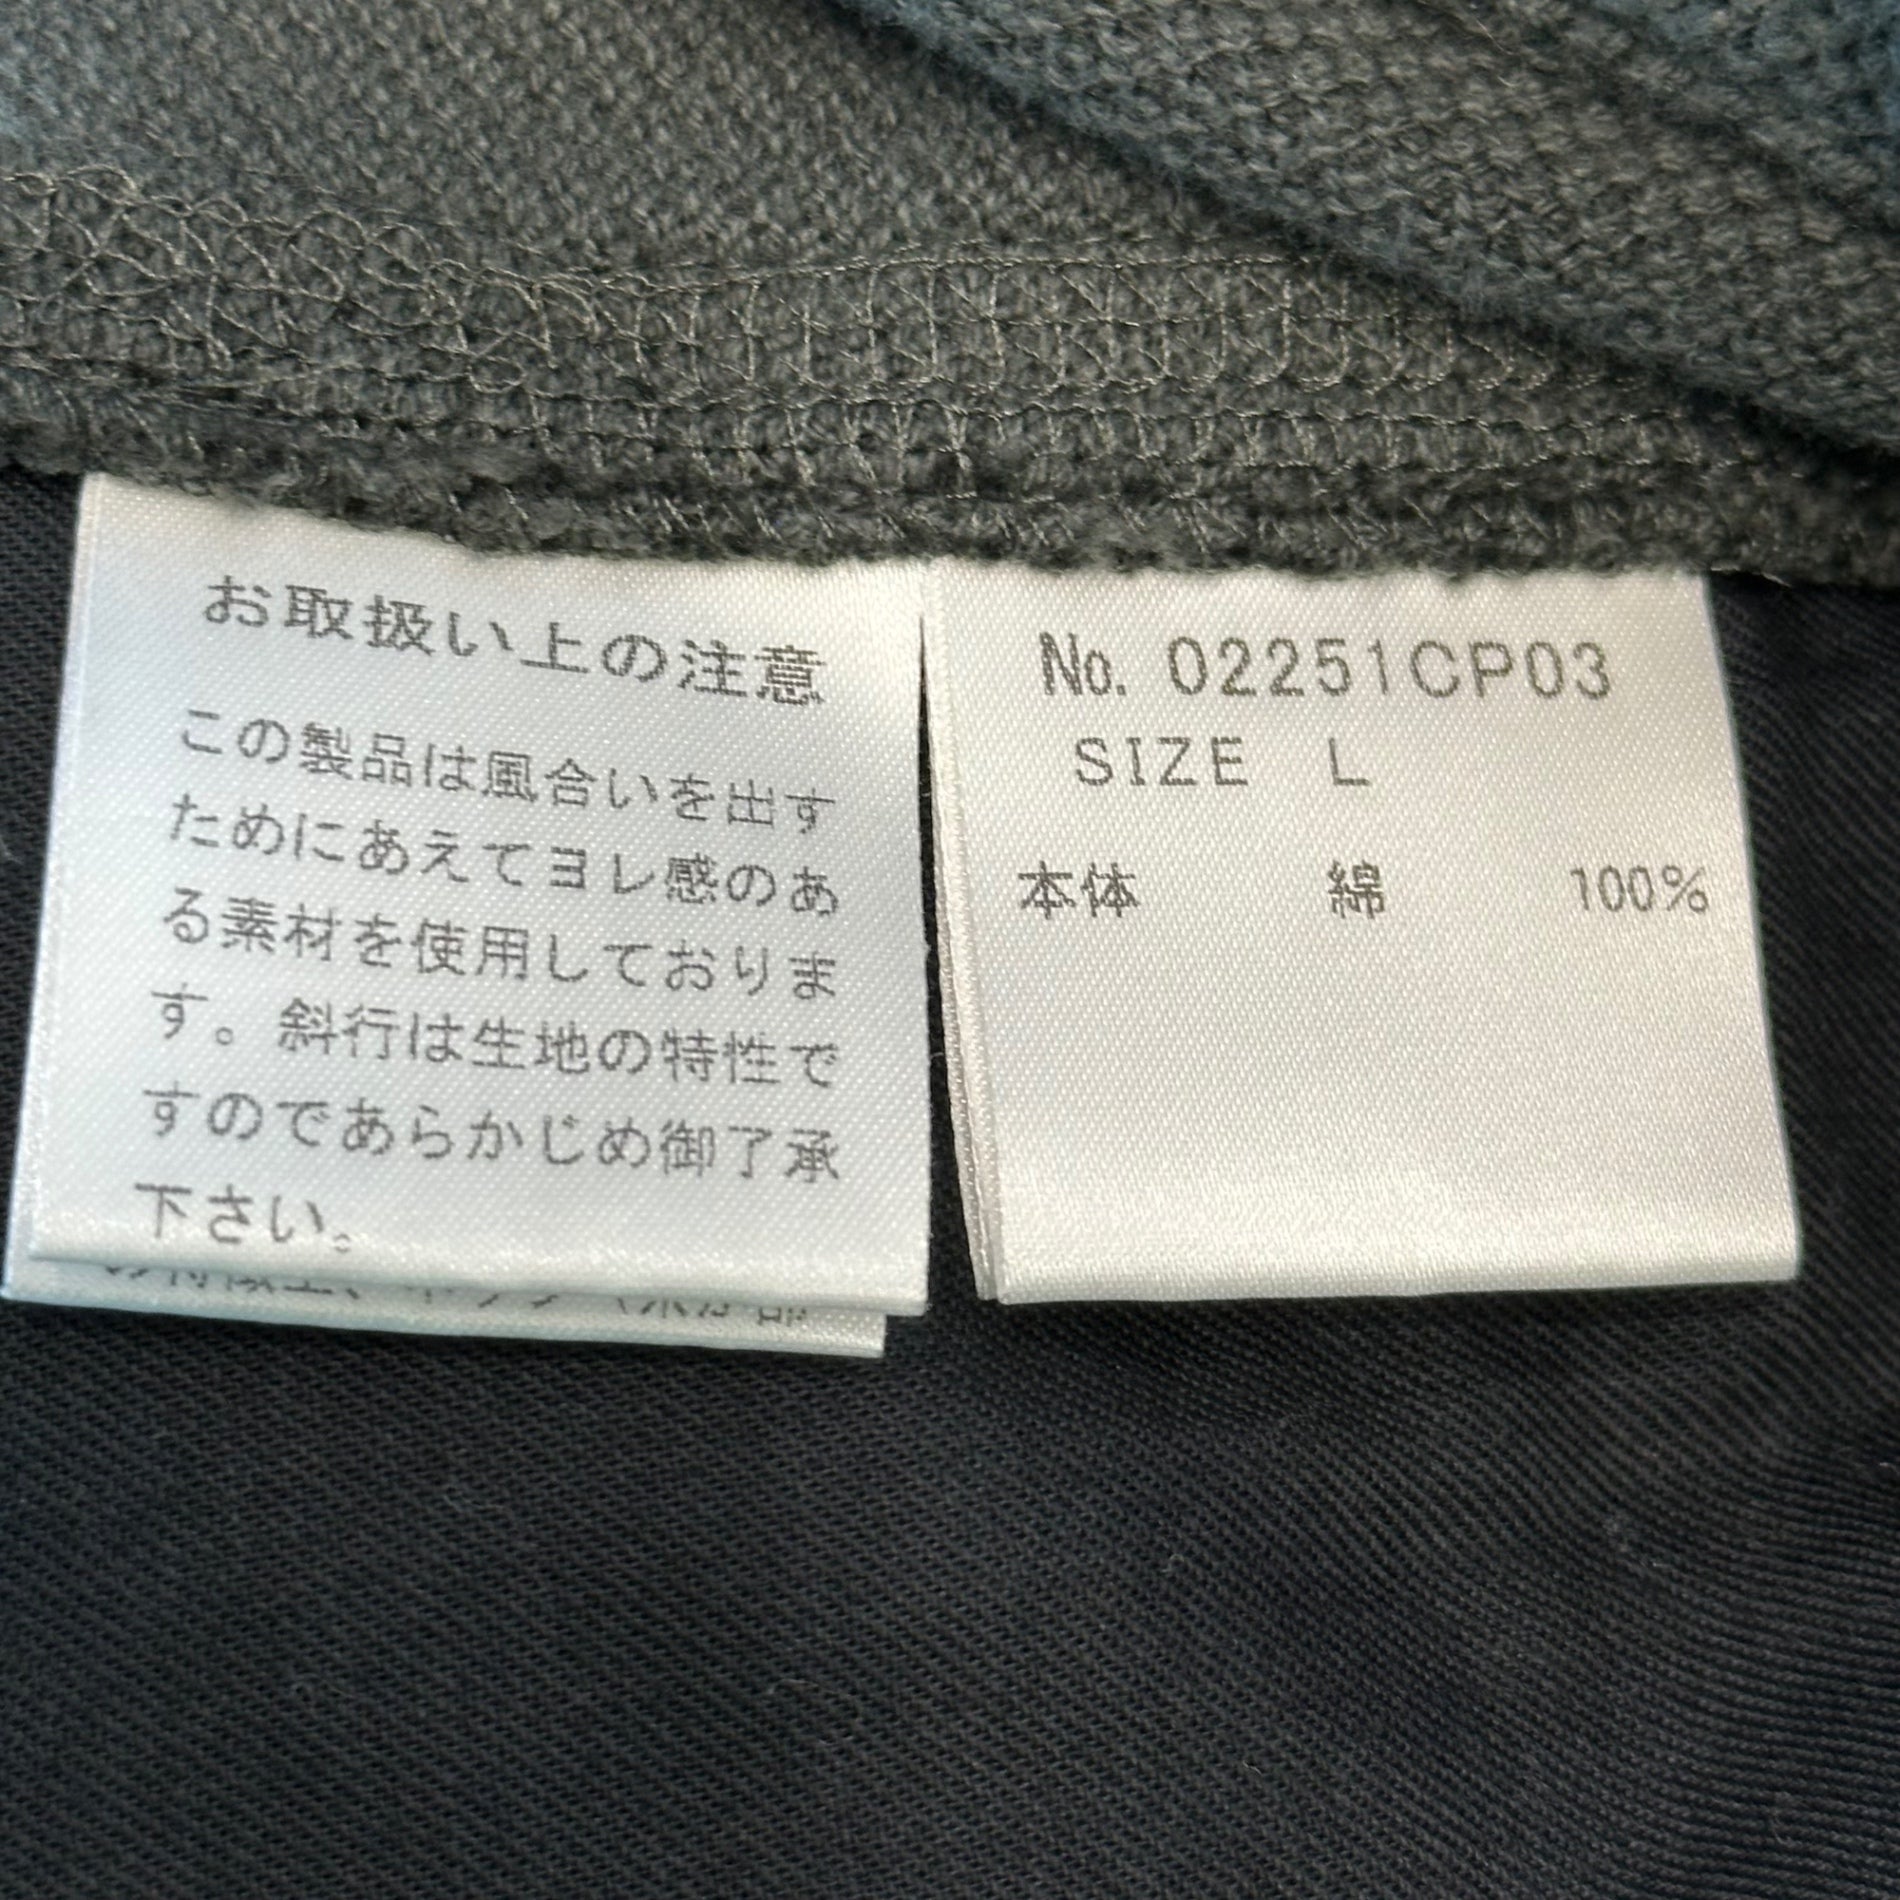 お取扱い上の注意
この製品は風合いを出す
ためにあえてヨレ感のあ
る素材を使用しておりま
す。斜行は生地の特性で
すのであらかじめ御了承
下さい。
No. 02251CP03
SIZE L
本体 綿 100%